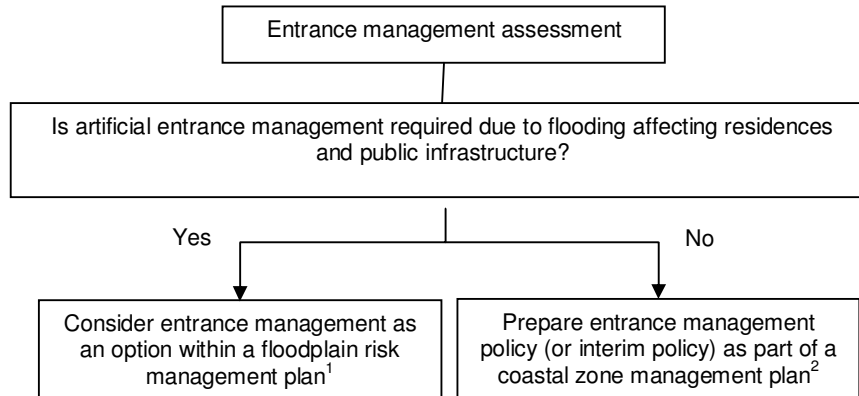 Entrance management assessment
Is artificial entrance management required due to flooding affecting residences
and public infrastructure?
Yes
No
Consider entrance management as
an option within a floodplain risk
management plan1
Prepare entrance management
policy (or interim policy) as part of a
coastal zone management plan2